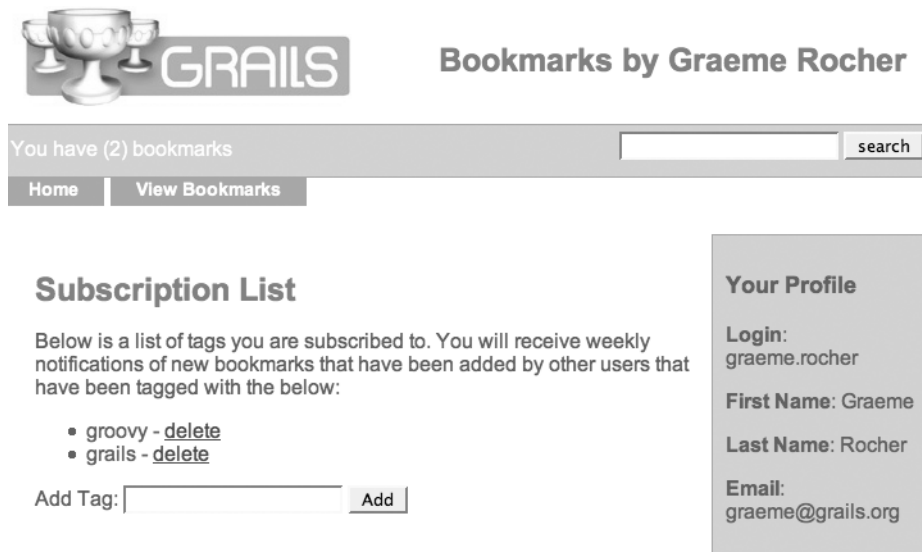 GRAILS
Bookmarks by Graeme Rocher
You have (2) bookmarks
search
Home
View Bookmarks
Subscription List
Below is a list of tags you are subscribed to. You will receive weekly
notifications of new bookmarks that have been added by other users that
have been tagged with the below:
• groovy - delete
• grails - delete
Add Tag:
Add
Your Profile
Login:
graeme.rocher
First Name: Graeme
Last Name: Rocher
Email:
graeme@grails.org